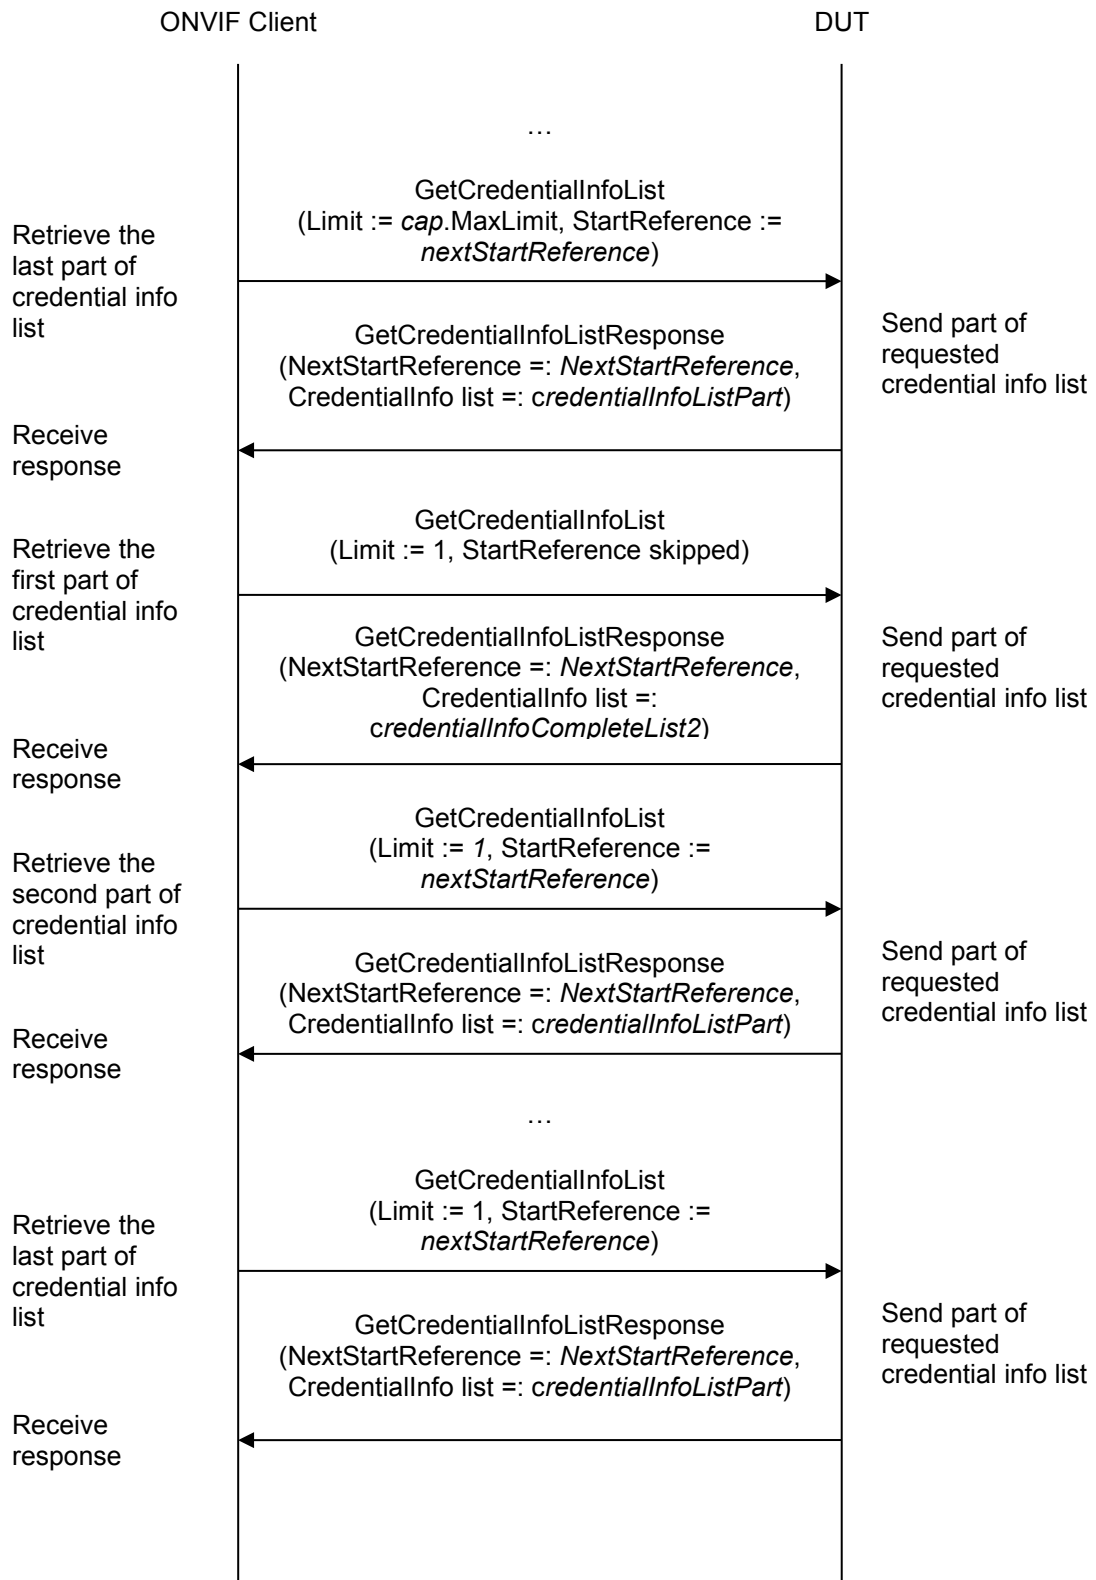 ONVIF Client
DUT
…
GetCredentialInfoList
(Limit := cap.MaxLimit, StartReference :=
nextStartReference)
Retrieve the
last part of
credential info
list
GetCredentialInfoListResponse
(NextStartReference =: NextStartReference,
CredentialInfo list =: credentialInfoListPart)
Send part of
requested
credential info list
Receive
response
GetCredentialInfoList
(Limit := 1, StartReference skipped)
Retrieve the
first part of
credential info
list
GetCredentialInfoListResponse
(NextStartReference =: NextStartReference,
CredentialInfo list =:
credentialInfoCompleteList2)
Send part of
requested
credential info list
Receive
response
GetCredentialInfoList
(Limit := 1, StartReference :=
nextStartReference)
Retrieve the
second part of
credential info
list
GetCredentialInfoListResponse
(NextStartReference =: NextStartReference,
CredentialInfo list =: credentialInfoListPart)
Send part of
requested
credential info list
Receive
response
…
GetCredentialInfoList
(Limit := 1, StartReference :=
nextStartReference)
Retrieve the
last part of
credential info
list
GetCredentialInfoListResponse
(NextStartReference =: NextStartReference,
CredentialInfo list =: credentialInfoListPart)
Send part of
requested
credential info list
Receive
response